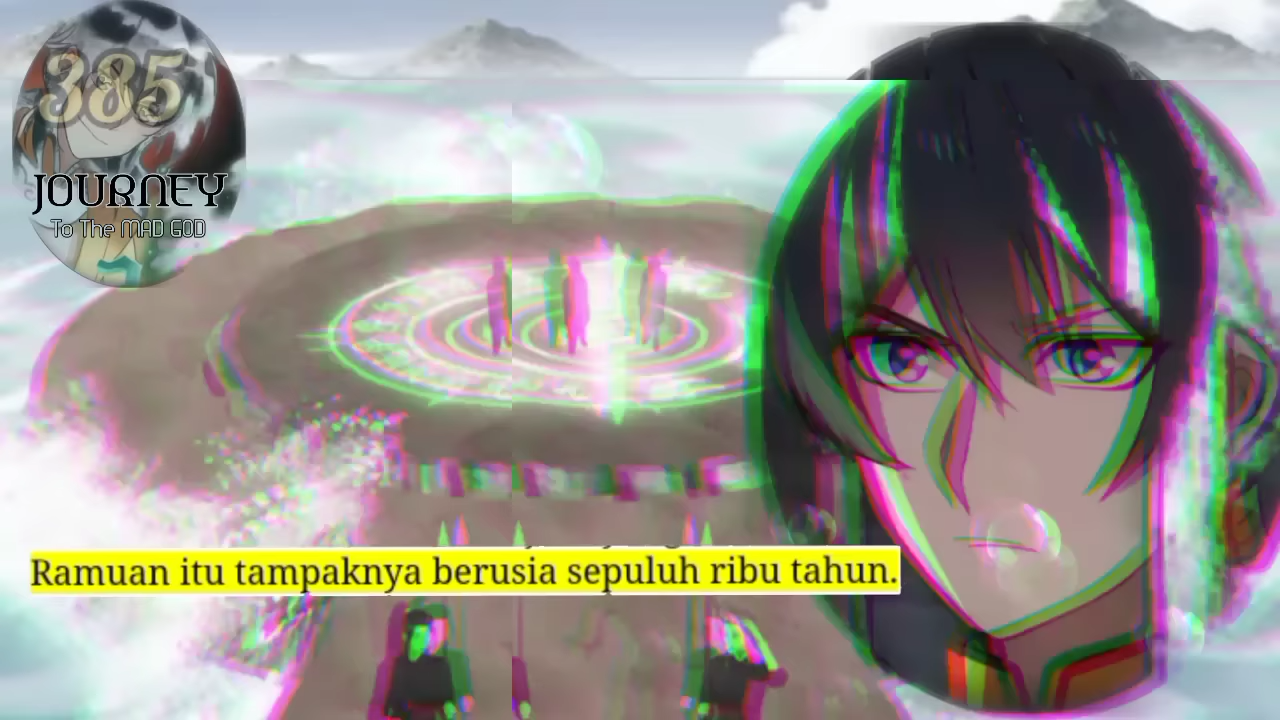 385
JOURNEY
To The MAD GOD
Ramuan itu tampaknya berusia sepuluh ribu tahun.